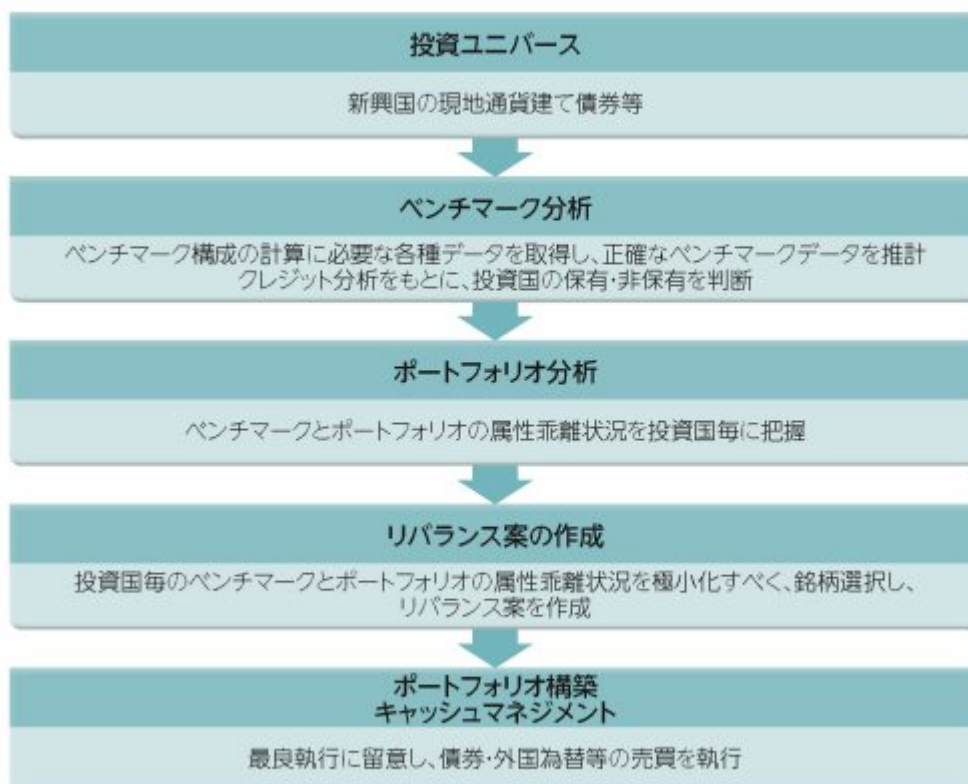 投資ユニバース
新興国の現地通貨建て債券等
ベンチマーク分析
ベンチマーク構成の計算に必要な各種データを取得し、正確なベンチマークデータを推計
クレジット分析をもとに、投資国の保有・非保有を判断
ポートフォリオ分析
ベンチマークとポートフォリオの属性乖離状況を投資国毎に把握
リバランス案の作成
投資国毎のベンチマークとポートフォリオの属性乖離状況を極小化すべく、銘柄選択し、
リバランス案を作成
ポートフォリオ構築
キャッシュマネジメント
最良執行に留意し、債券・外国為替等の売買を執行